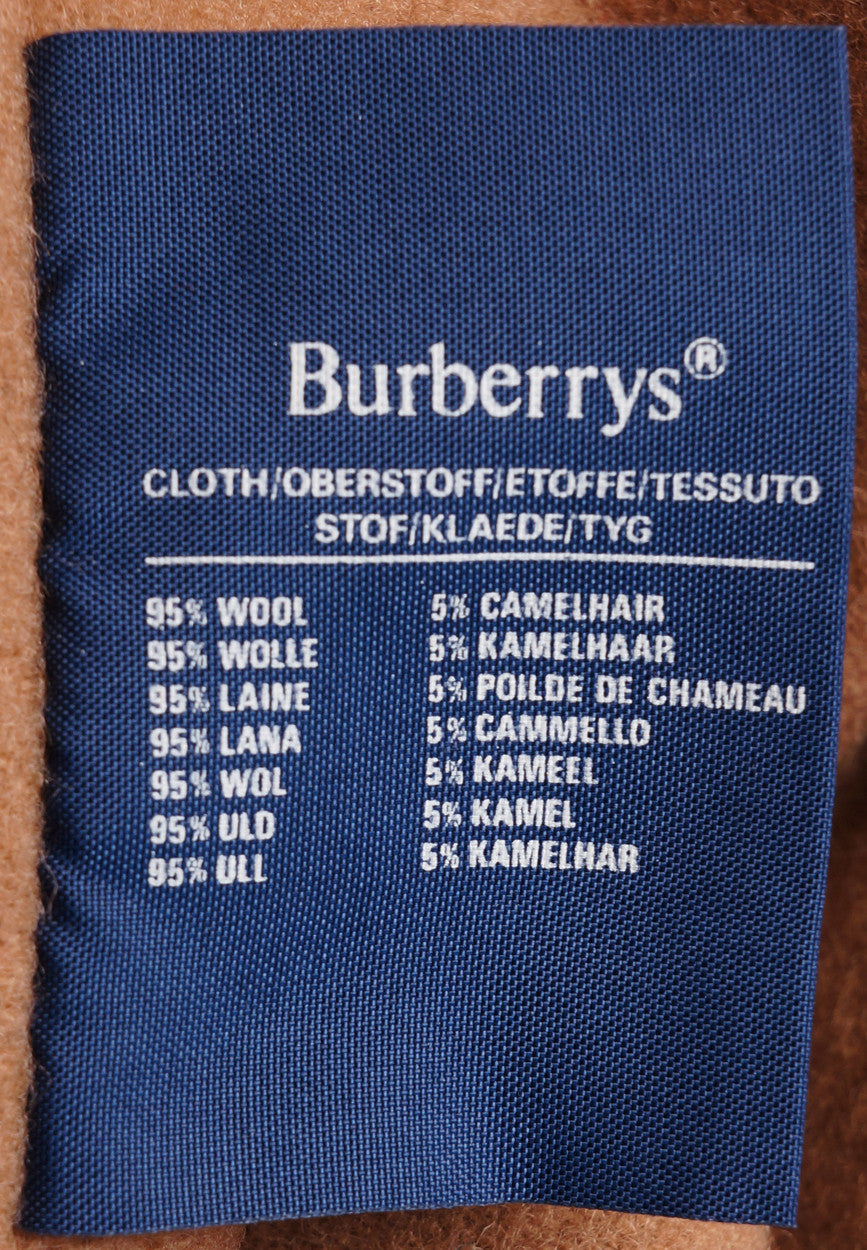 Burberrys®
CLOTH/OBERSTOFF/ETOFFE/TESSUTO
STOF/KLAEDE/TYG
95% WOOL 5% CAMELHAIR
95% WOLLE 5% KAMELHAAR
95% LAINE 5% POILDE DE CHAMEAU
95% LANA 5% CAMMELLO
95% WOL 5% KAMEEL
95% ULD 5% KAMEL
95% ULL 5% KAMELHAR